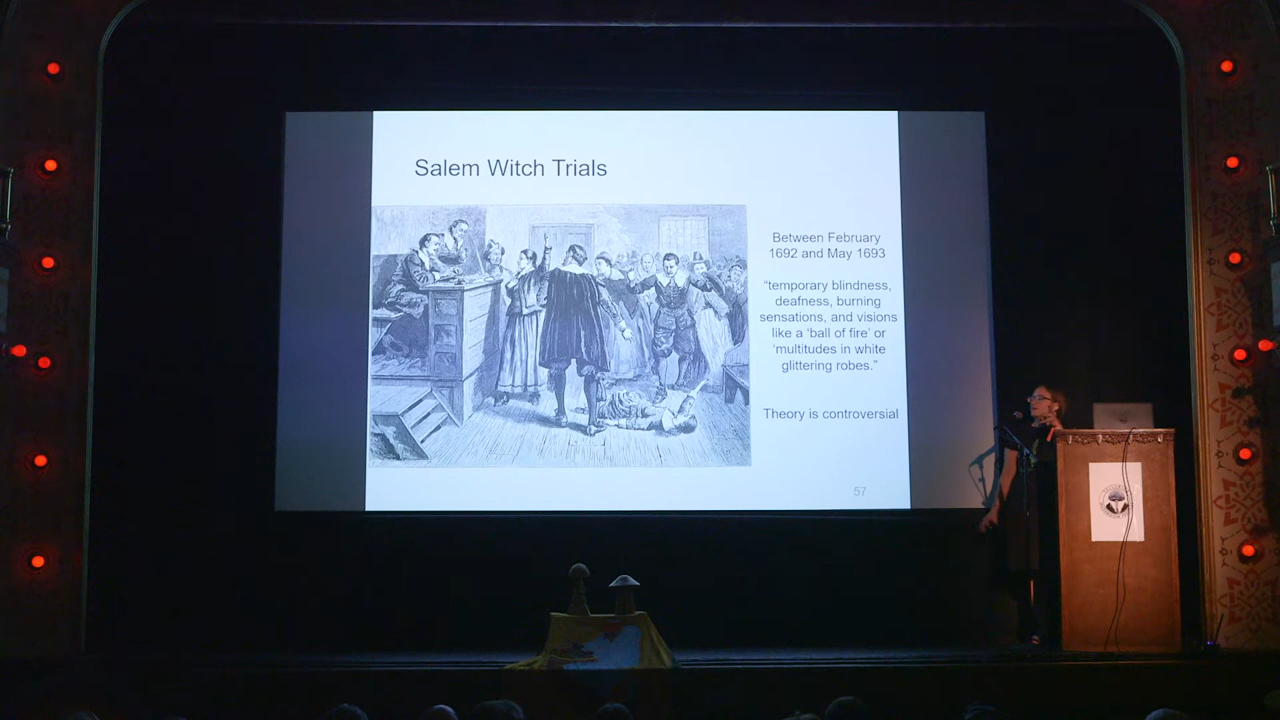 Salem Witch Trials
Between February
1692 and May 1693
“temporary blindness,
deafness, burning
sensations, and visions
like a ‘ball of fire’ or
‘multitudes in white
glittering robes.”
Theory is controversial
57